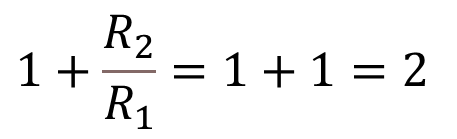 1 + R₂/R₁ = 1 + 1 = 2